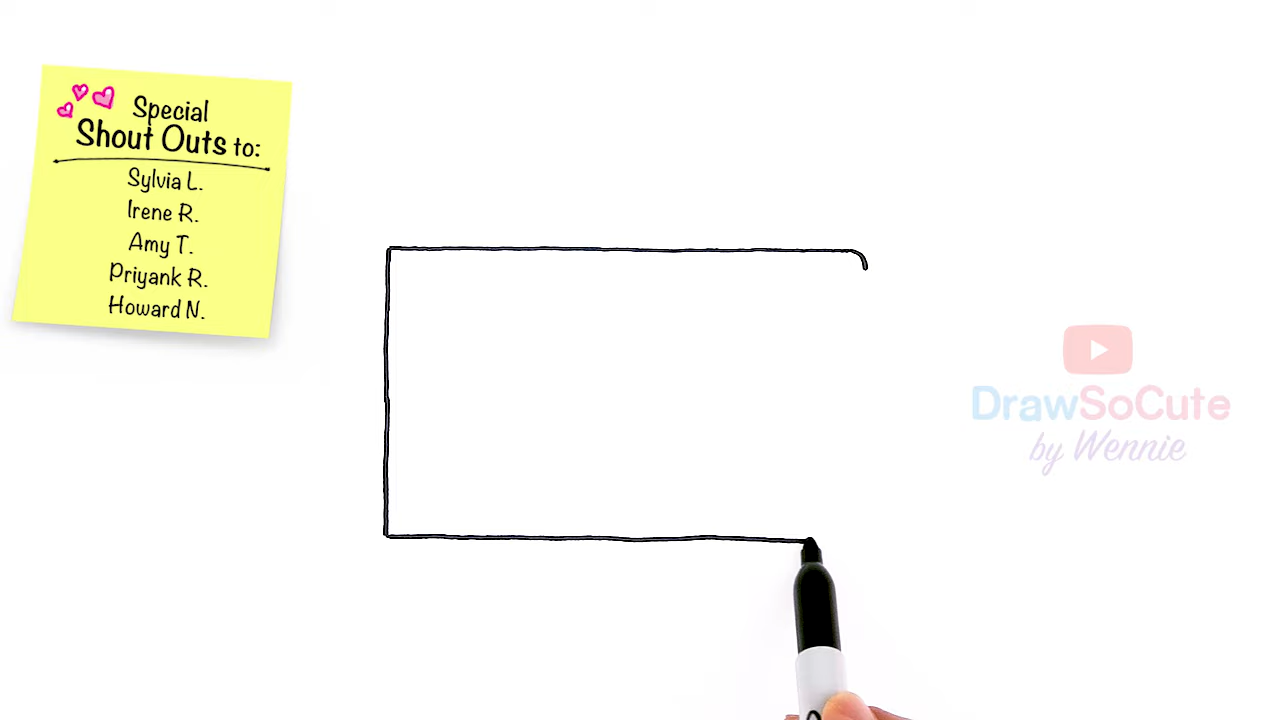 Special
Shout Outs to:
Sylvia L.
Irene R.
Amy T.
Priyank R.
Howard N.
DrawSoCute
by Wennie